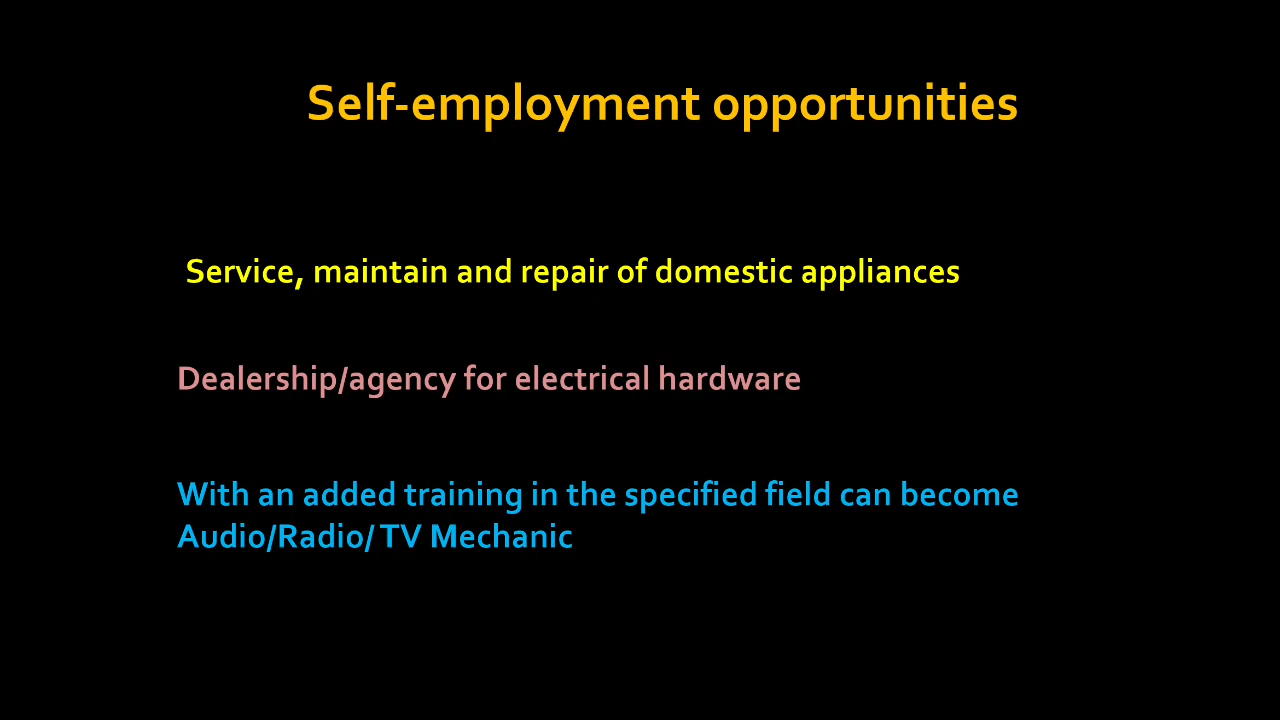 Self-employment opportunities
Service, maintain and repair of domestic appliances
Dealership/agency for electrical hardware
With an added training in the specified field can become
Audio/Radio/ TV Mechanic